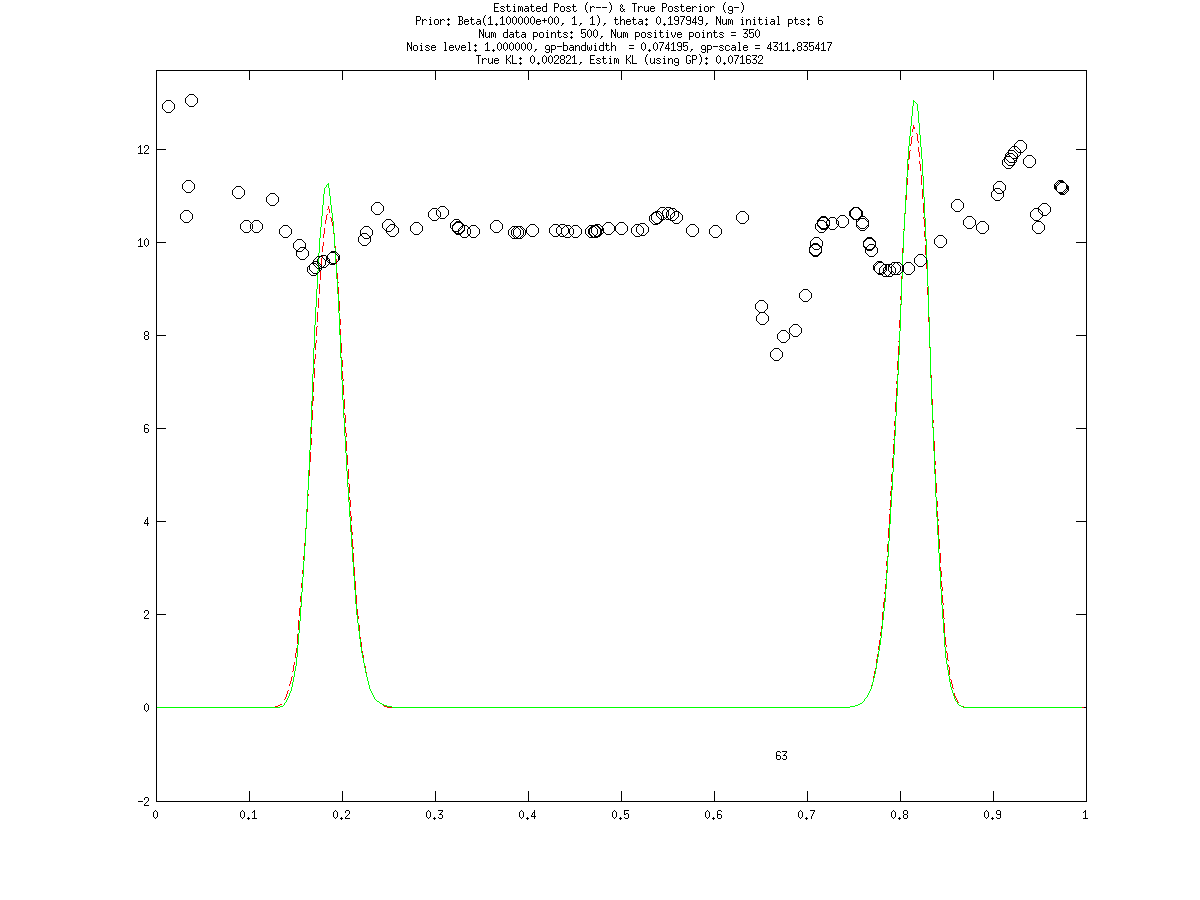 Estimated Post (r--) & True Posterior (g-)
Prior: Beta(1.100000e+00, 1, 1), theta: 0.197949, Num initial pts: 6
Num data points: 500, Num positive points = 350
Noise level: 1.000000, gp-bandwidth  = 0.074195, gp-scale = 4311.835417
True KL: 0.002821, Estim KL (using GP): 0.071632
12
10
8
6
4
2
0
63
-2
0 0.1 0.2 0.3 0.4 0.5 0.6 0.7 0.8 0.9 1